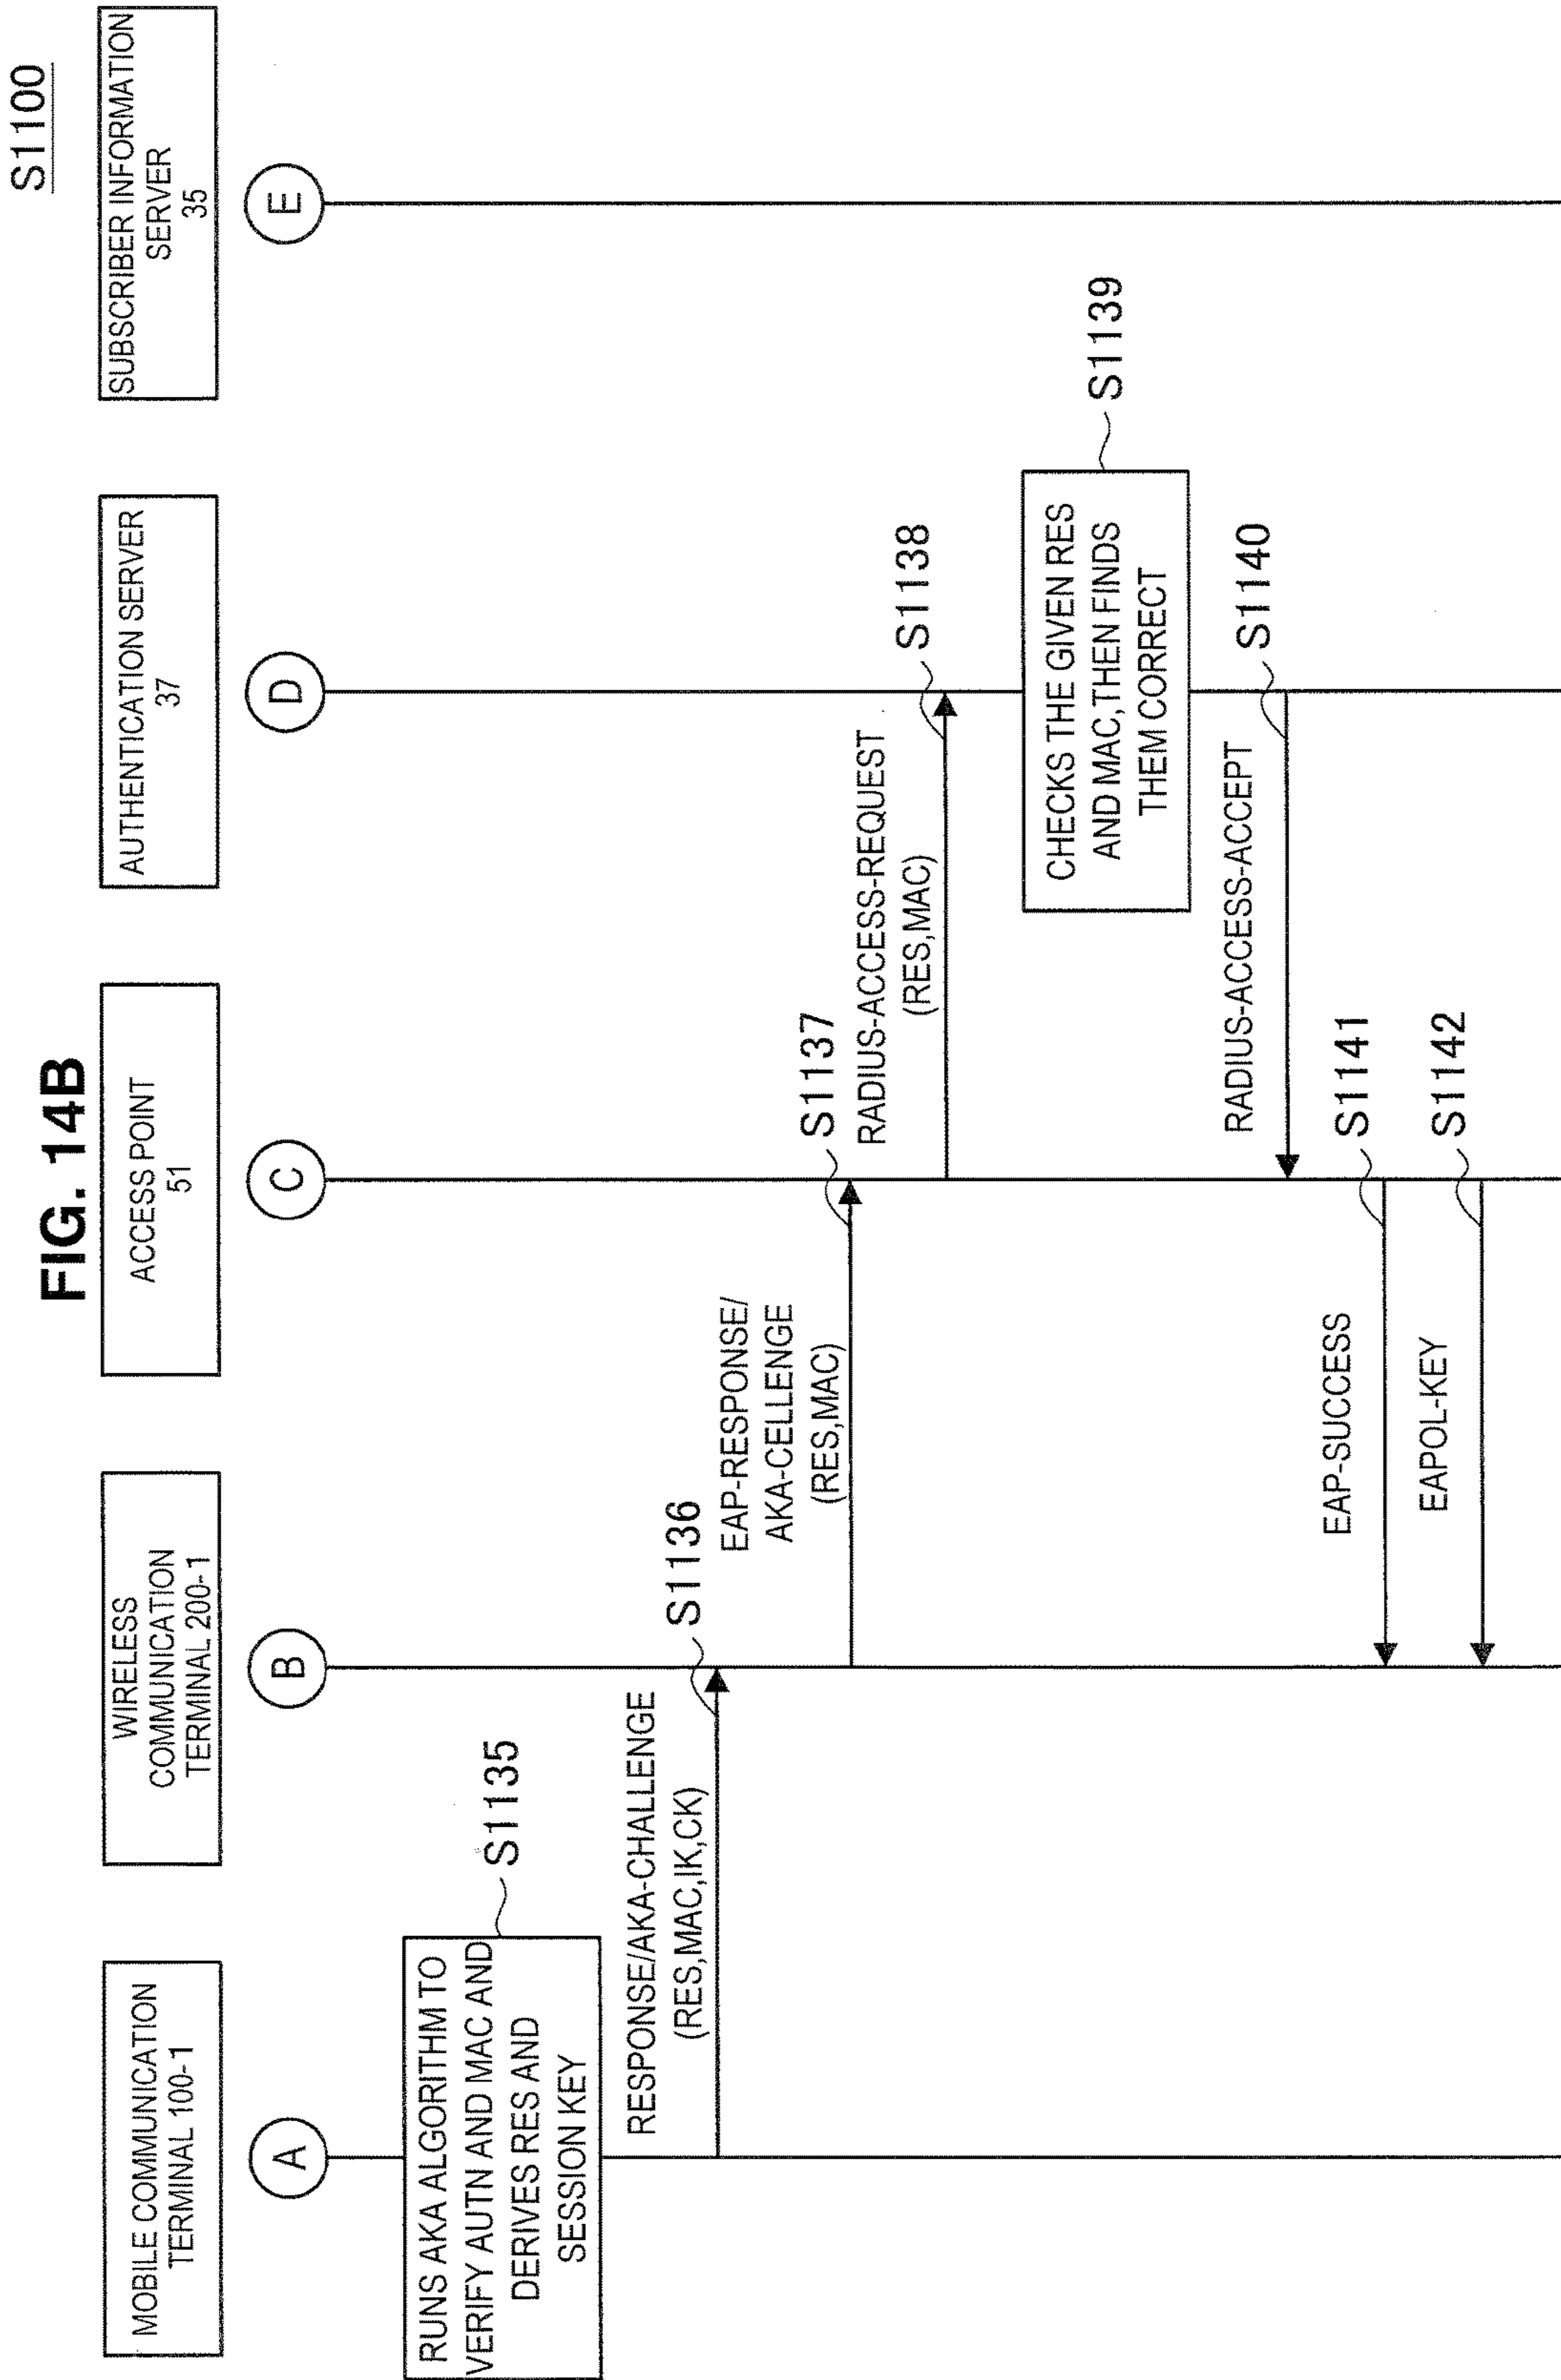 FIG. 14B
S1100
MOBILE COMMUNICATION
TERMINAL 100-1
WIRELESS
COMMUNICATION
TERMINAL 200-1
ACCESS POINT
51
AUTHENTICATION SERVER
37
SUBSCRIBER INFORMATION
SERVER
35
A
B
C
D
E
RUNS AKA ALGORITHM TO
VERIFY AUTN AND MAC AND
DERIVES RES AND
SESSION KEY
S1135
RESPONSE/AKA-CHALLENGE
(RES,MAC,IK,CK)
S1136
EAP-RESPONSE/
AKA-CELLENGE
(RES,MAC)
S1137
RADIUS-ACCESS-REQUEST
(RES,MAC)
S1138
CHECKS THE GIVEN RES
AND MAC,THEN FINDS
THEM CORRECT
S1139
RADIUS-ACCESS-ACCEPT
S1140
EAP-SUCCESS
S1141
EAPOL-KEY
S1142